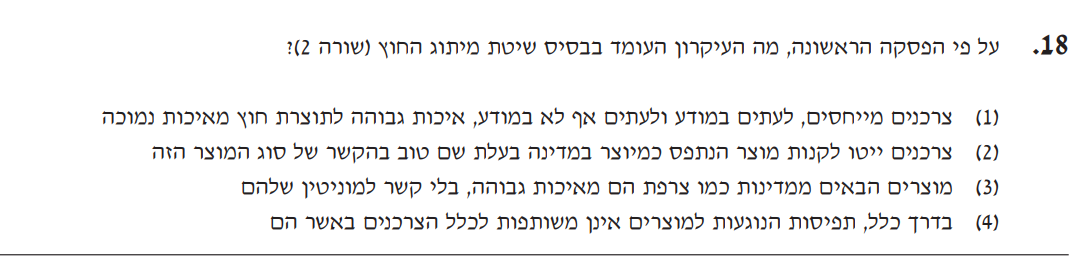 18. על פי הפסקה הראשונה, מה העיקרון העומד בבסיס שיטת מיתוג החוץ (שורה 2)?
(1) צרכנים מייחסים, לעתים במודע ולעתים אף לא במודע, איכות גבוהה לתוצרת חוץ מאיכות נמוכה
(2) צרכנים ייטו לקנות מוצר הנתפס כמיוצר במדינה בעלת שם טוב בהקשר של סוג המוצר הזה
(3) מוצרים הבאים ממדינות כמו צרפת הם מאיכות גבוהה, בלי קשר למוניטין שלהם
(4) בדרך כלל, תפיסות הנוגעות למוצרים אינן משותפות לכלל הצרכנים באשר הם